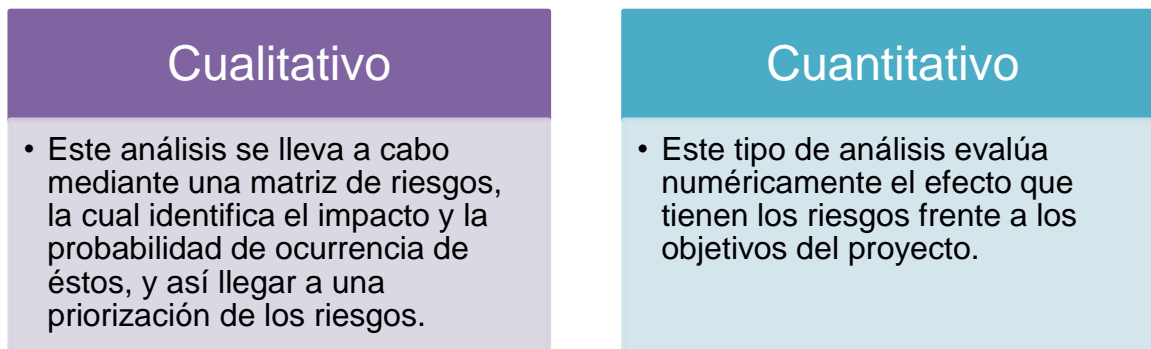 Cualitativo
• Este análisis se lleva a cabo
mediante una matriz de riesgos,
la cual identifica el impacto y la
probabilidad de ocurrencia de
éstos, y así llegar a una
priorización de los riesgos.
Cuantitativo
• Este tipo de análisis evalúa
numéricamente el efecto que
tienen los riesgos frente a los
objetivos del proyecto.